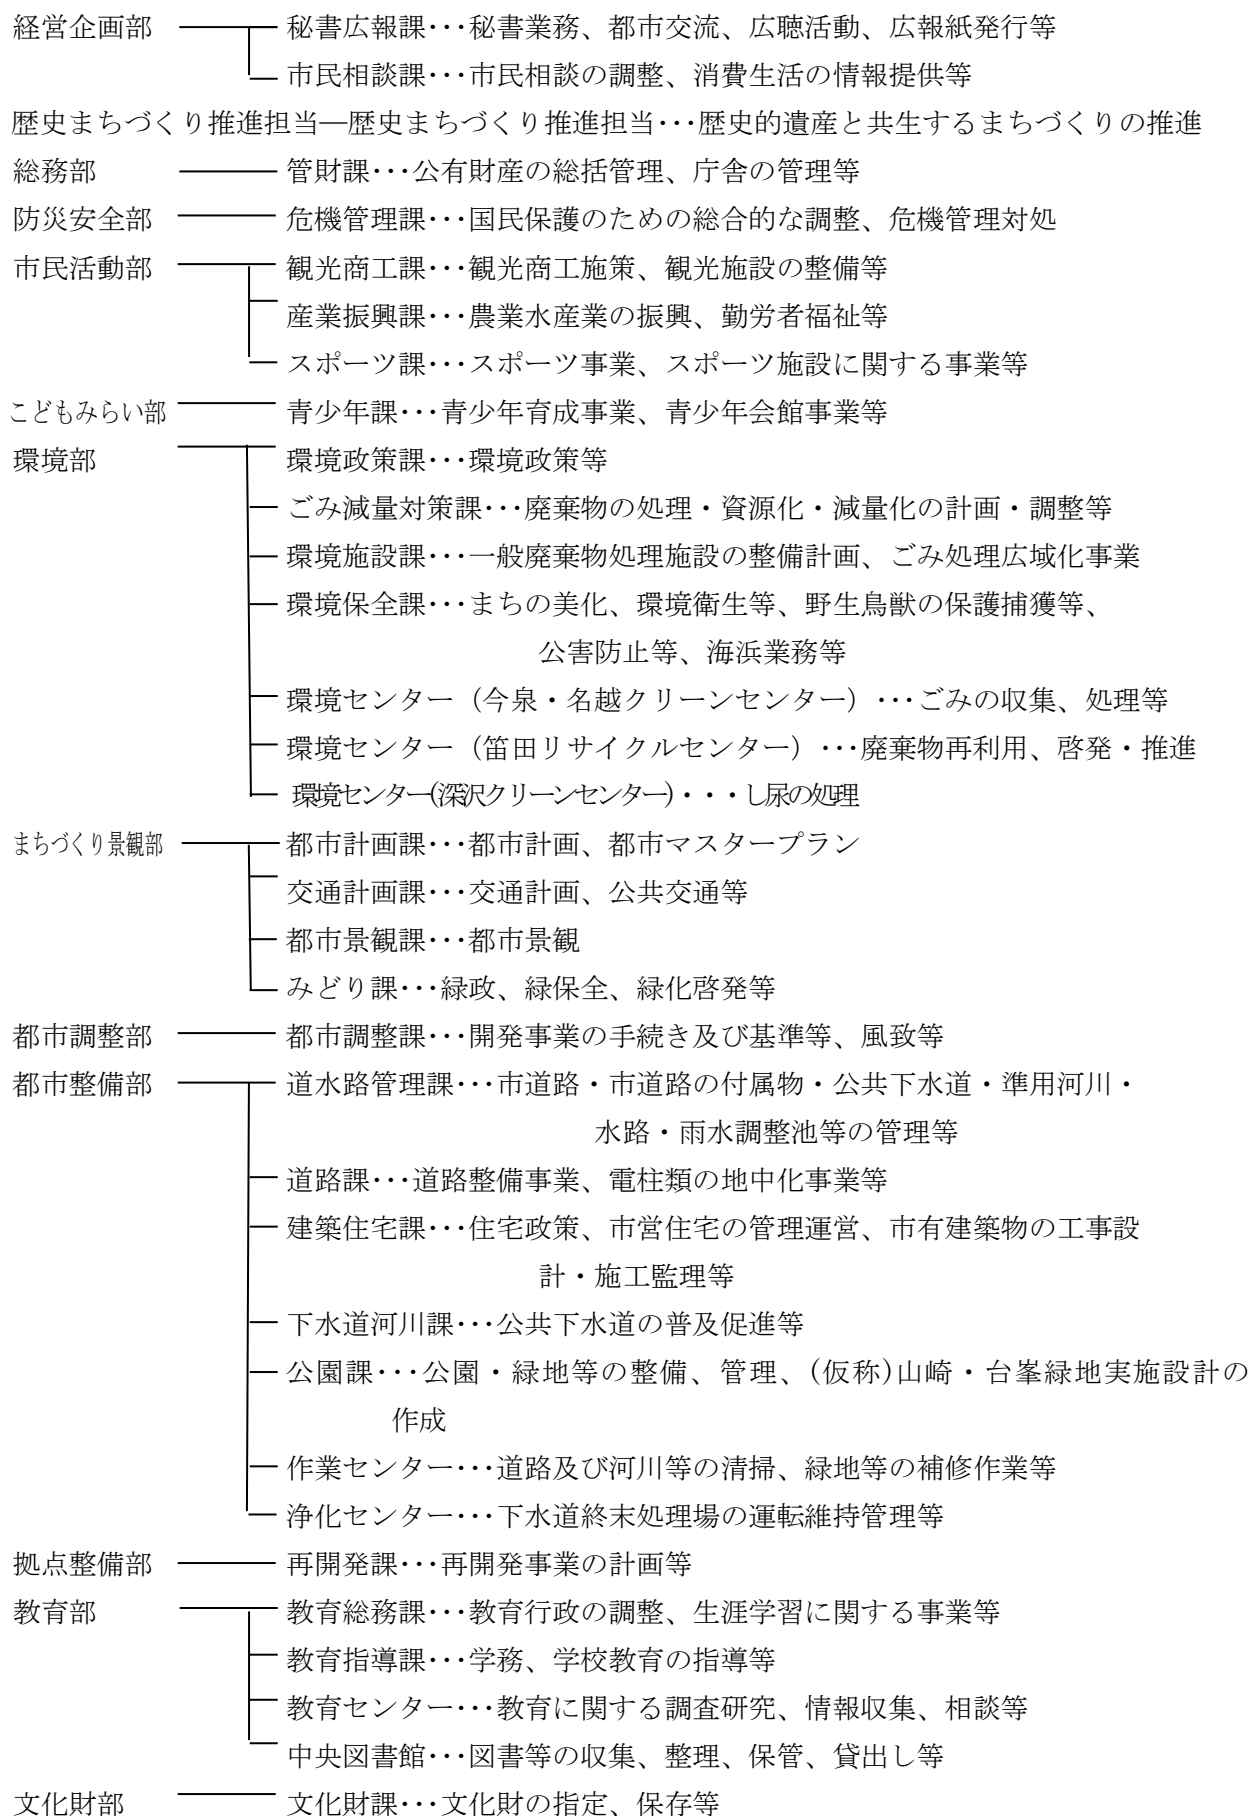 経営企画部 秘書広報課･･･秘書業務、都市交流、広聴活動、広報紙発行等
市民相談課･･･市民相談の調整、消費生活の情報提供等
歴史まちづくり推進担当―歴史まちづくり推進担当･･･歴史的遺産と共生するまちづくりの推進
総務部 管財課･･･公有財産の総括管理、庁舎の管理等
防災安全部 危機管理課･･･国民保護のための総合的な調整、危機管理対処
市民活動部 観光商工課･･･観光商工施策、観光施設の整備等
産業振興課･･･農業水産業の振興、勤労者福祉等
スポーツ課･･･スポーツ事業、スポーツ施設に関する事業等
こどもみらい部 青少年課･･･青少年育成事業、青少年会館事業等
環境部 環境政策課･･･環境政策等
ごみ減量対策課･･･廃棄物の処理・資源化・減量化の計画・調整等
環境施設課･･･一般廃棄物処理施設の整備計画、ごみ処理広域化事業
環境保全課･･･まちの美化、環境衛生等、野生鳥獣の保護捕獲等、
公害防止等、海浜業務等
環境センター（今泉・名越クリーンセンター）･･･ごみの収集、処理等
環境センター（笛田リサイクルセンター）･･･廃棄物再利用、啓発・推進
環境センター(深沢クリーンセンター)・・・し尿の処理
まちづくり景観部 都市計画課･･･都市計画、都市マスタープラン
交通計画課･･･交通計画、公共交通等
都市景観課･･･都市景観
みどり課･･･緑政、緑保全、緑化啓発等
都市調整部 都市調整課･･･開発事業の手続き及び基準等、風致等
都市整備部 道水路管理課･･･市道路・市道路の付属物・公共下水道・準用河川・
水路・雨水調整池等の管理等
道路課･･･道路整備事業、電柱類の地中化事業等
建築住宅課･･･住宅政策、市営住宅の管理運営、市有建築物の工事設
計・施工監理等
下水道河川課･･･公共下水道の普及促進等
公園課･･･公園・緑地等の整備、管理、(仮称)山崎・台峯緑地実施設計の
作成
作業センター･･･道路及び河川等の清掃、緑地等の補修作業等
浄化センター･･･下水道終末処理場の運転維持管理等
拠点整備部 再開発課･･･再開発事業の計画等
教育部 教育総務課･･･教育行政の調整、生涯学習に関する事業等
教育指導課･･･学務、学校教育の指導等
教育センター･･･教育に関する調査研究、情報収集、相談等
中央図書館･･･図書等の収集、整理、保管、貸出し等
文化財部 文化財課･･･文化財の指定、保存等